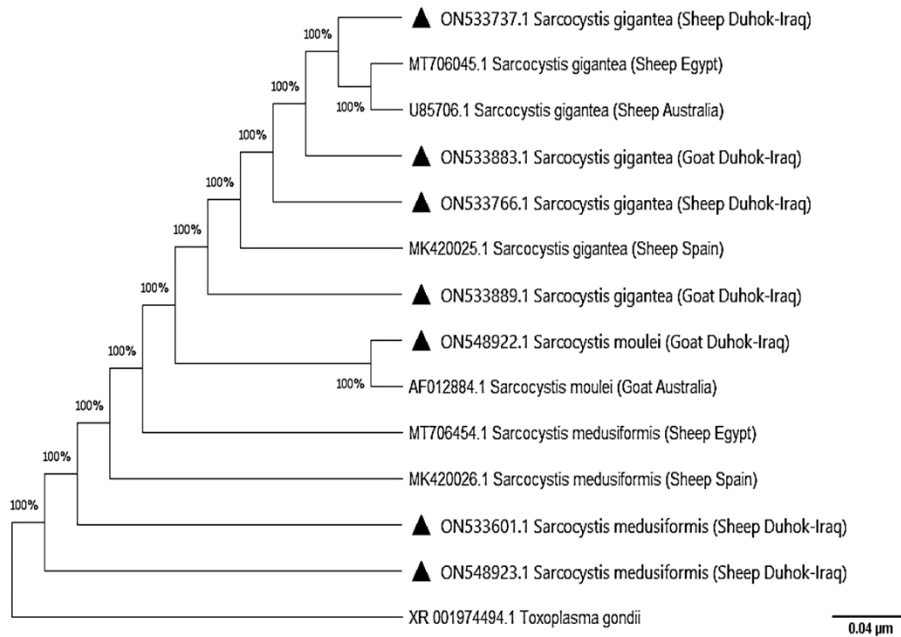 ON533737.1 Sarcocystis gigantea (Sheep Duhok-Iraq)
100%
100%
MT706045.1 Sarcocystis gigantea (Sheep Egypt)
100%
100%
U85706.1 Sarcocystis gigantea (Sheep Australia)
100%
ON533883.1 Sarcocystis gigantea (Goat Duhok-Iraq)
100%
ON533766.1 Sarcocystis gigantea (Sheep Duhok-Iraq)
100%
MK420025.1 Sarcocystis gigantea (Sheep Spain)
ON533889.1 Sarcocystis gigantea (Goat Duhok-Iraq)
100%
ON548922.1 Sarcocystis moulei (Goat Duhok-Iraq)
100%
100%
AF012884.1 Sarcocystis moulei (Goat Australia)
100%
MT706454.1 Sarcocystis medusiformis (Sheep Egypt)
100%
MK420026.1 Sarcocystis medusiformis (Sheep Spain)
100%
ON533601.1 Sarcocystis medusiformis (Sheep Duhok-Iraq)
ON548923.1 Sarcocystis medusiformis (Sheep Duhok-Iraq)
XR 001974494.1 Toxoplasma gondii
0.04 µm